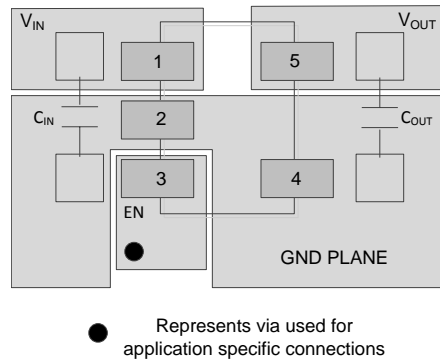 VIN
VOUT
1
5
CIN
2
COUT
3
4
EN
GND PLANE
Represents via used for
application specific connections